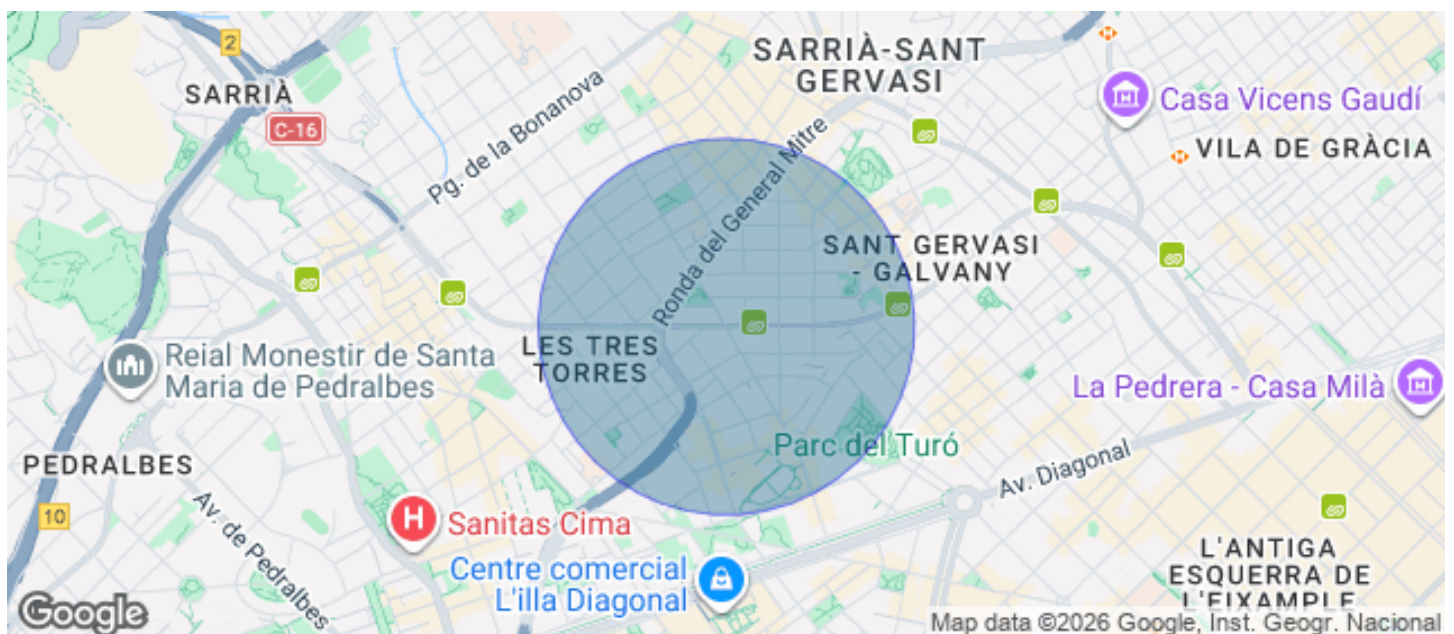 2
SARRIÀ
C-16
Pg. de la Bonanova
SARRIÀ-SANT
GERVASI
Casa Vicens Gaudí
VILA DE GRÀCIA
Ronda del General Mitre
SANT GERVASI
- GALVANY
LES TRES
TORRES
Reial Monestir de Santa
Maria de Pedralbes
La Pedrera - Casa Milà
PEDRALBES
Parc del Turó
Av. Diagonal
10
Av. de Pedralbes
H
Sanitas Cima
Centre comercial
L'illa Diagonal
L'ANTIGA
ESQUERRA DE
L'EIXAMPLE
Google
Map data ©2026 Google, Inst. Geogr. Nacional